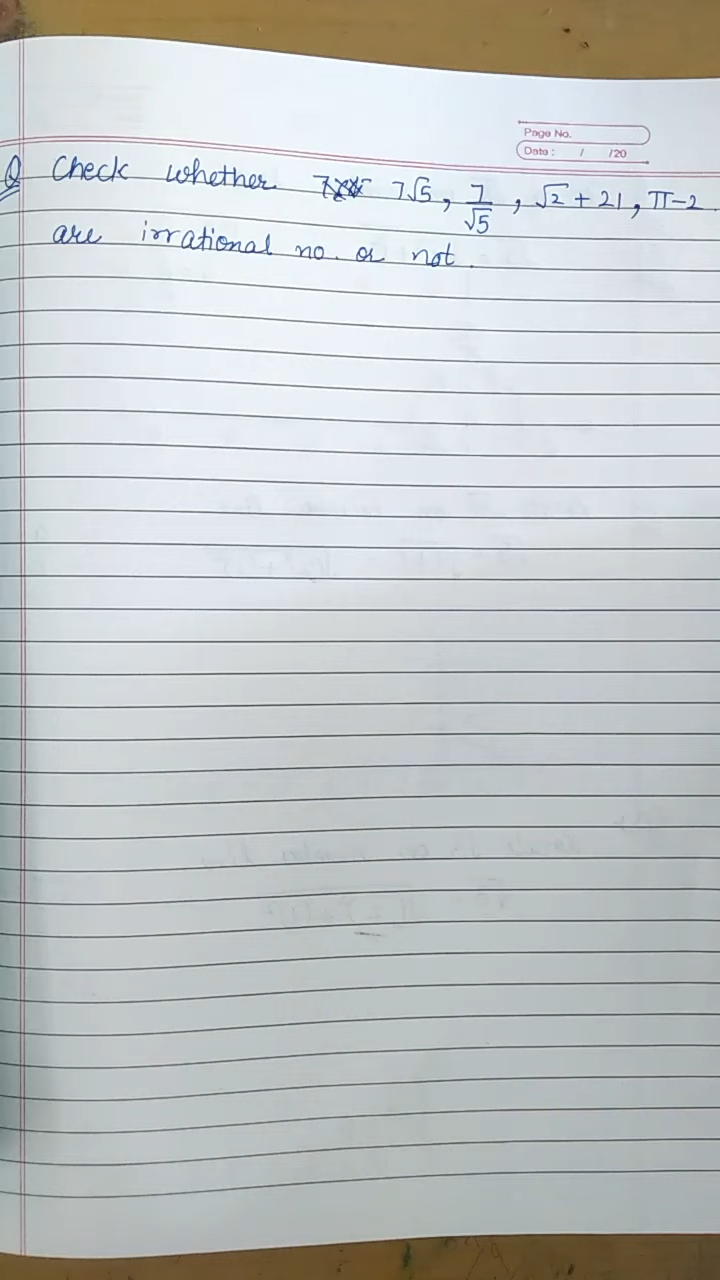 Page No.
Date : / /20
Q Check whether 7√5, 7/√5, √2 + 21, π-2
are irrational no. or not.